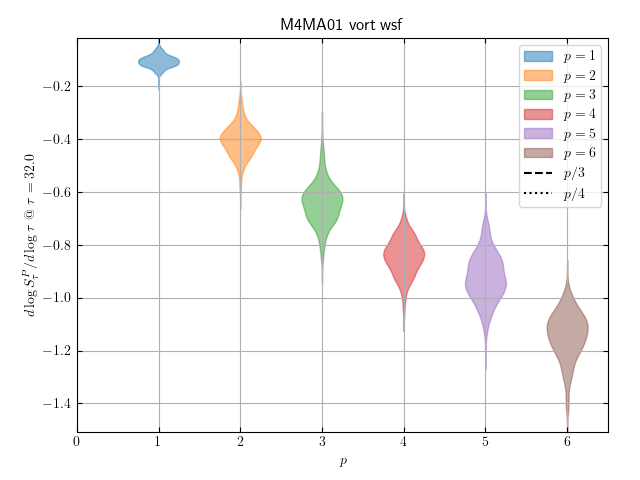 M4MA01 vort wsf
d log S_τ^P / d log τ @ τ = 32.0
−0.2
−0.4
−0.6
−0.8
−1.0
−1.2
−1.4
0 1 2 3 4 5 6
p
p = 1
p = 2
p = 3
p = 4
p = 5
p = 6
p/3
p/4